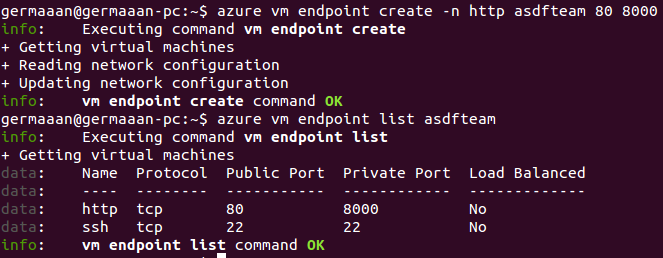 germaaan@germaaan-pc:~$ azure vm endpoint create -n http asdfteam 80 8000
info:    Executing command vm endpoint create
+ Getting virtual machines
+ Reading network configuration
+ Updating network configuration
info:    vm endpoint create command OK
germaaan@germaaan-pc:~$ azure vm endpoint list asdfteam
info:    Executing command vm endpoint list
+ Getting virtual machines
data:    Name  Protocol  Public Port  Private Port  Load Balanced
data:    ----  --------  -----------  ------------  -------------
data:    http  tcp       80           8000          No
data:    ssh   tcp       22           22            No
info:    vm endpoint list command OK